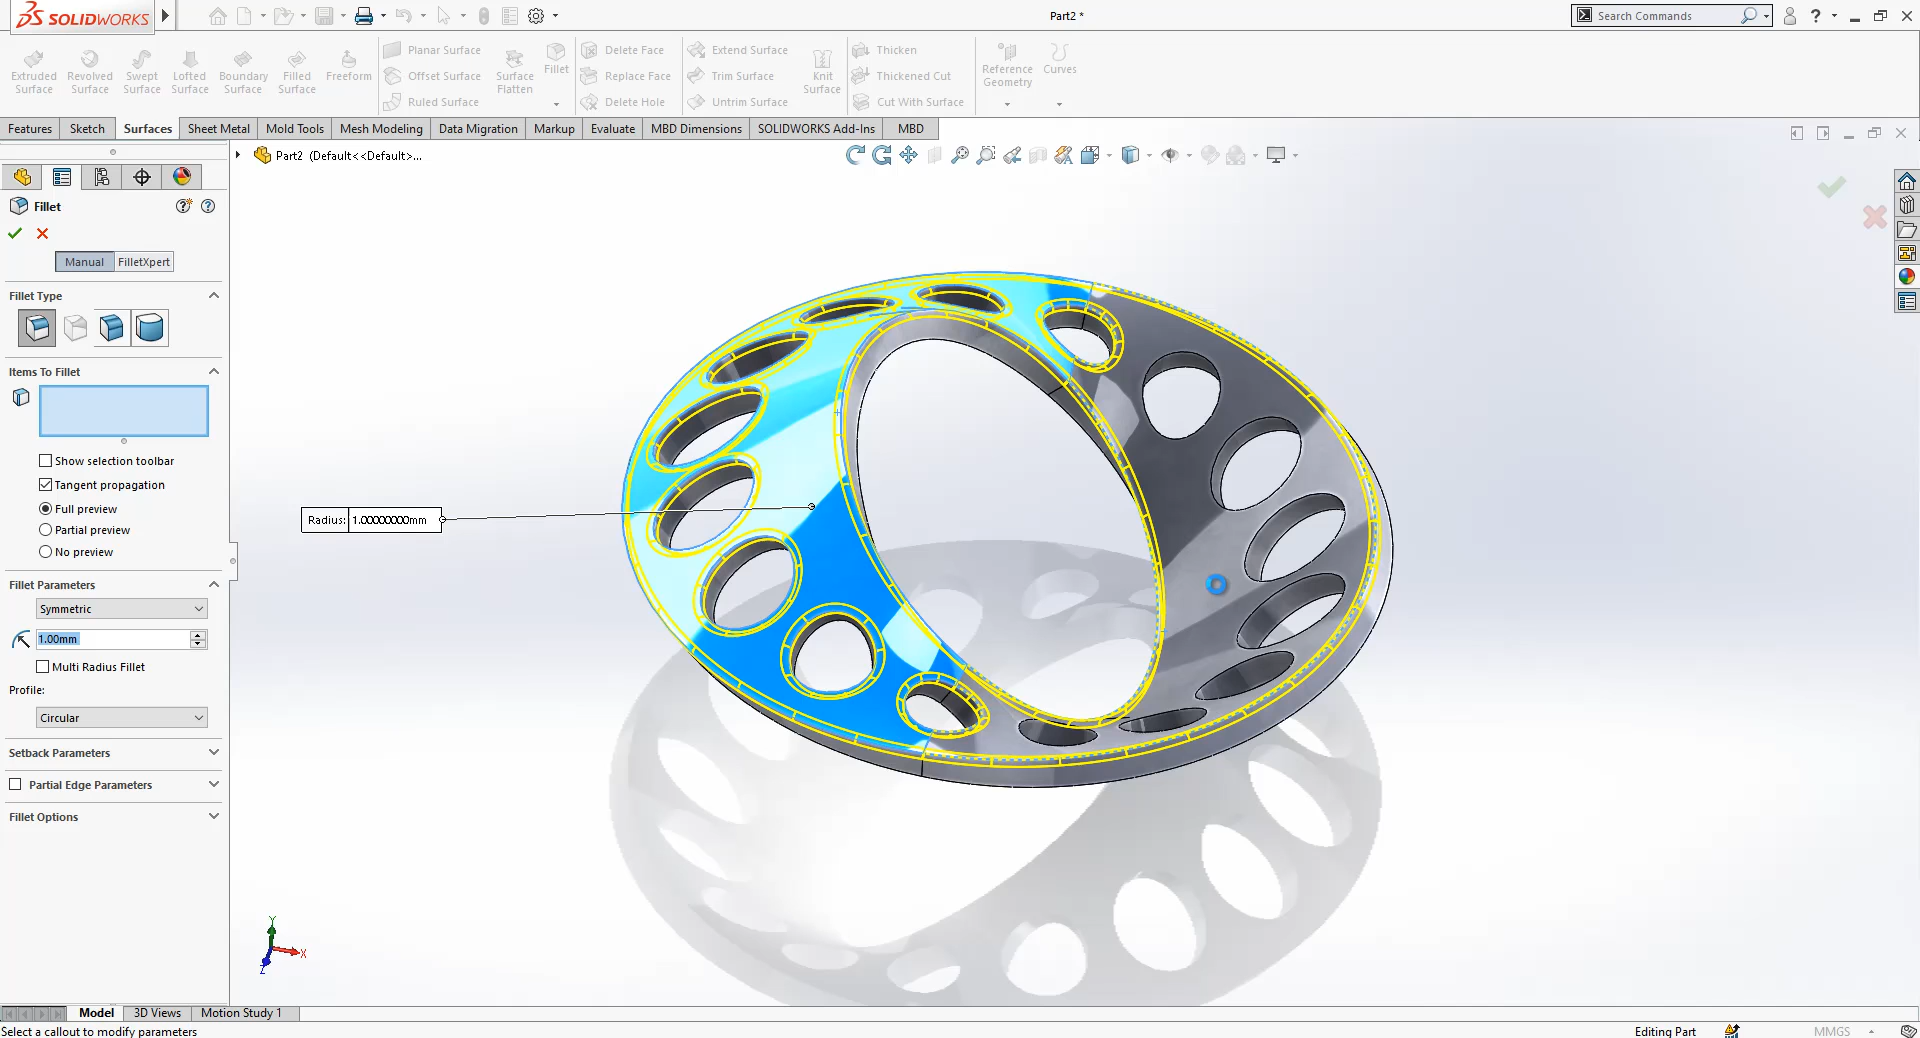 SOLIDWORKS
Part2 *
Search Commands
?
Extruded Surface
Revolved Surface
Swept Surface
Lofted Surface
Boundary Surface
Filled Surface
Freeform
Planar Surface
Offset Surface
Ruled Surface
Surface Flatten
Fillet
Delete Face
Replace Face
Delete Hole
Extend Surface
Trim Surface
Untrim Surface
Knit Surface
Thicken
Thickened Cut
Cut With Surface
Reference Geometry
Curves
Features
Sketch
Surfaces
Sheet Metal
Mold Tools
Mesh Modeling
Data Migration
Markup
Evaluate
MBD Dimensions
SOLIDWORKS Add-Ins
MBD
Part2 (Default<<Default>...
Fillet
Manual
FilletXpert
Fillet Type
Items To Fillet
Show selection toolbar
Tangent propagation
Full preview
Partial preview
No preview
Radius: 1.00000000mm
Fillet Parameters
Symmetric
1.00mm
Multi Radius Fillet
Profile:
Circular
Setback Parameters
Partial Edge Parameters
Fillet Options
Y
X
Z
Model
3D Views
Motion Study 1
Select a callout to modify parameters
Editing Part
MMGS